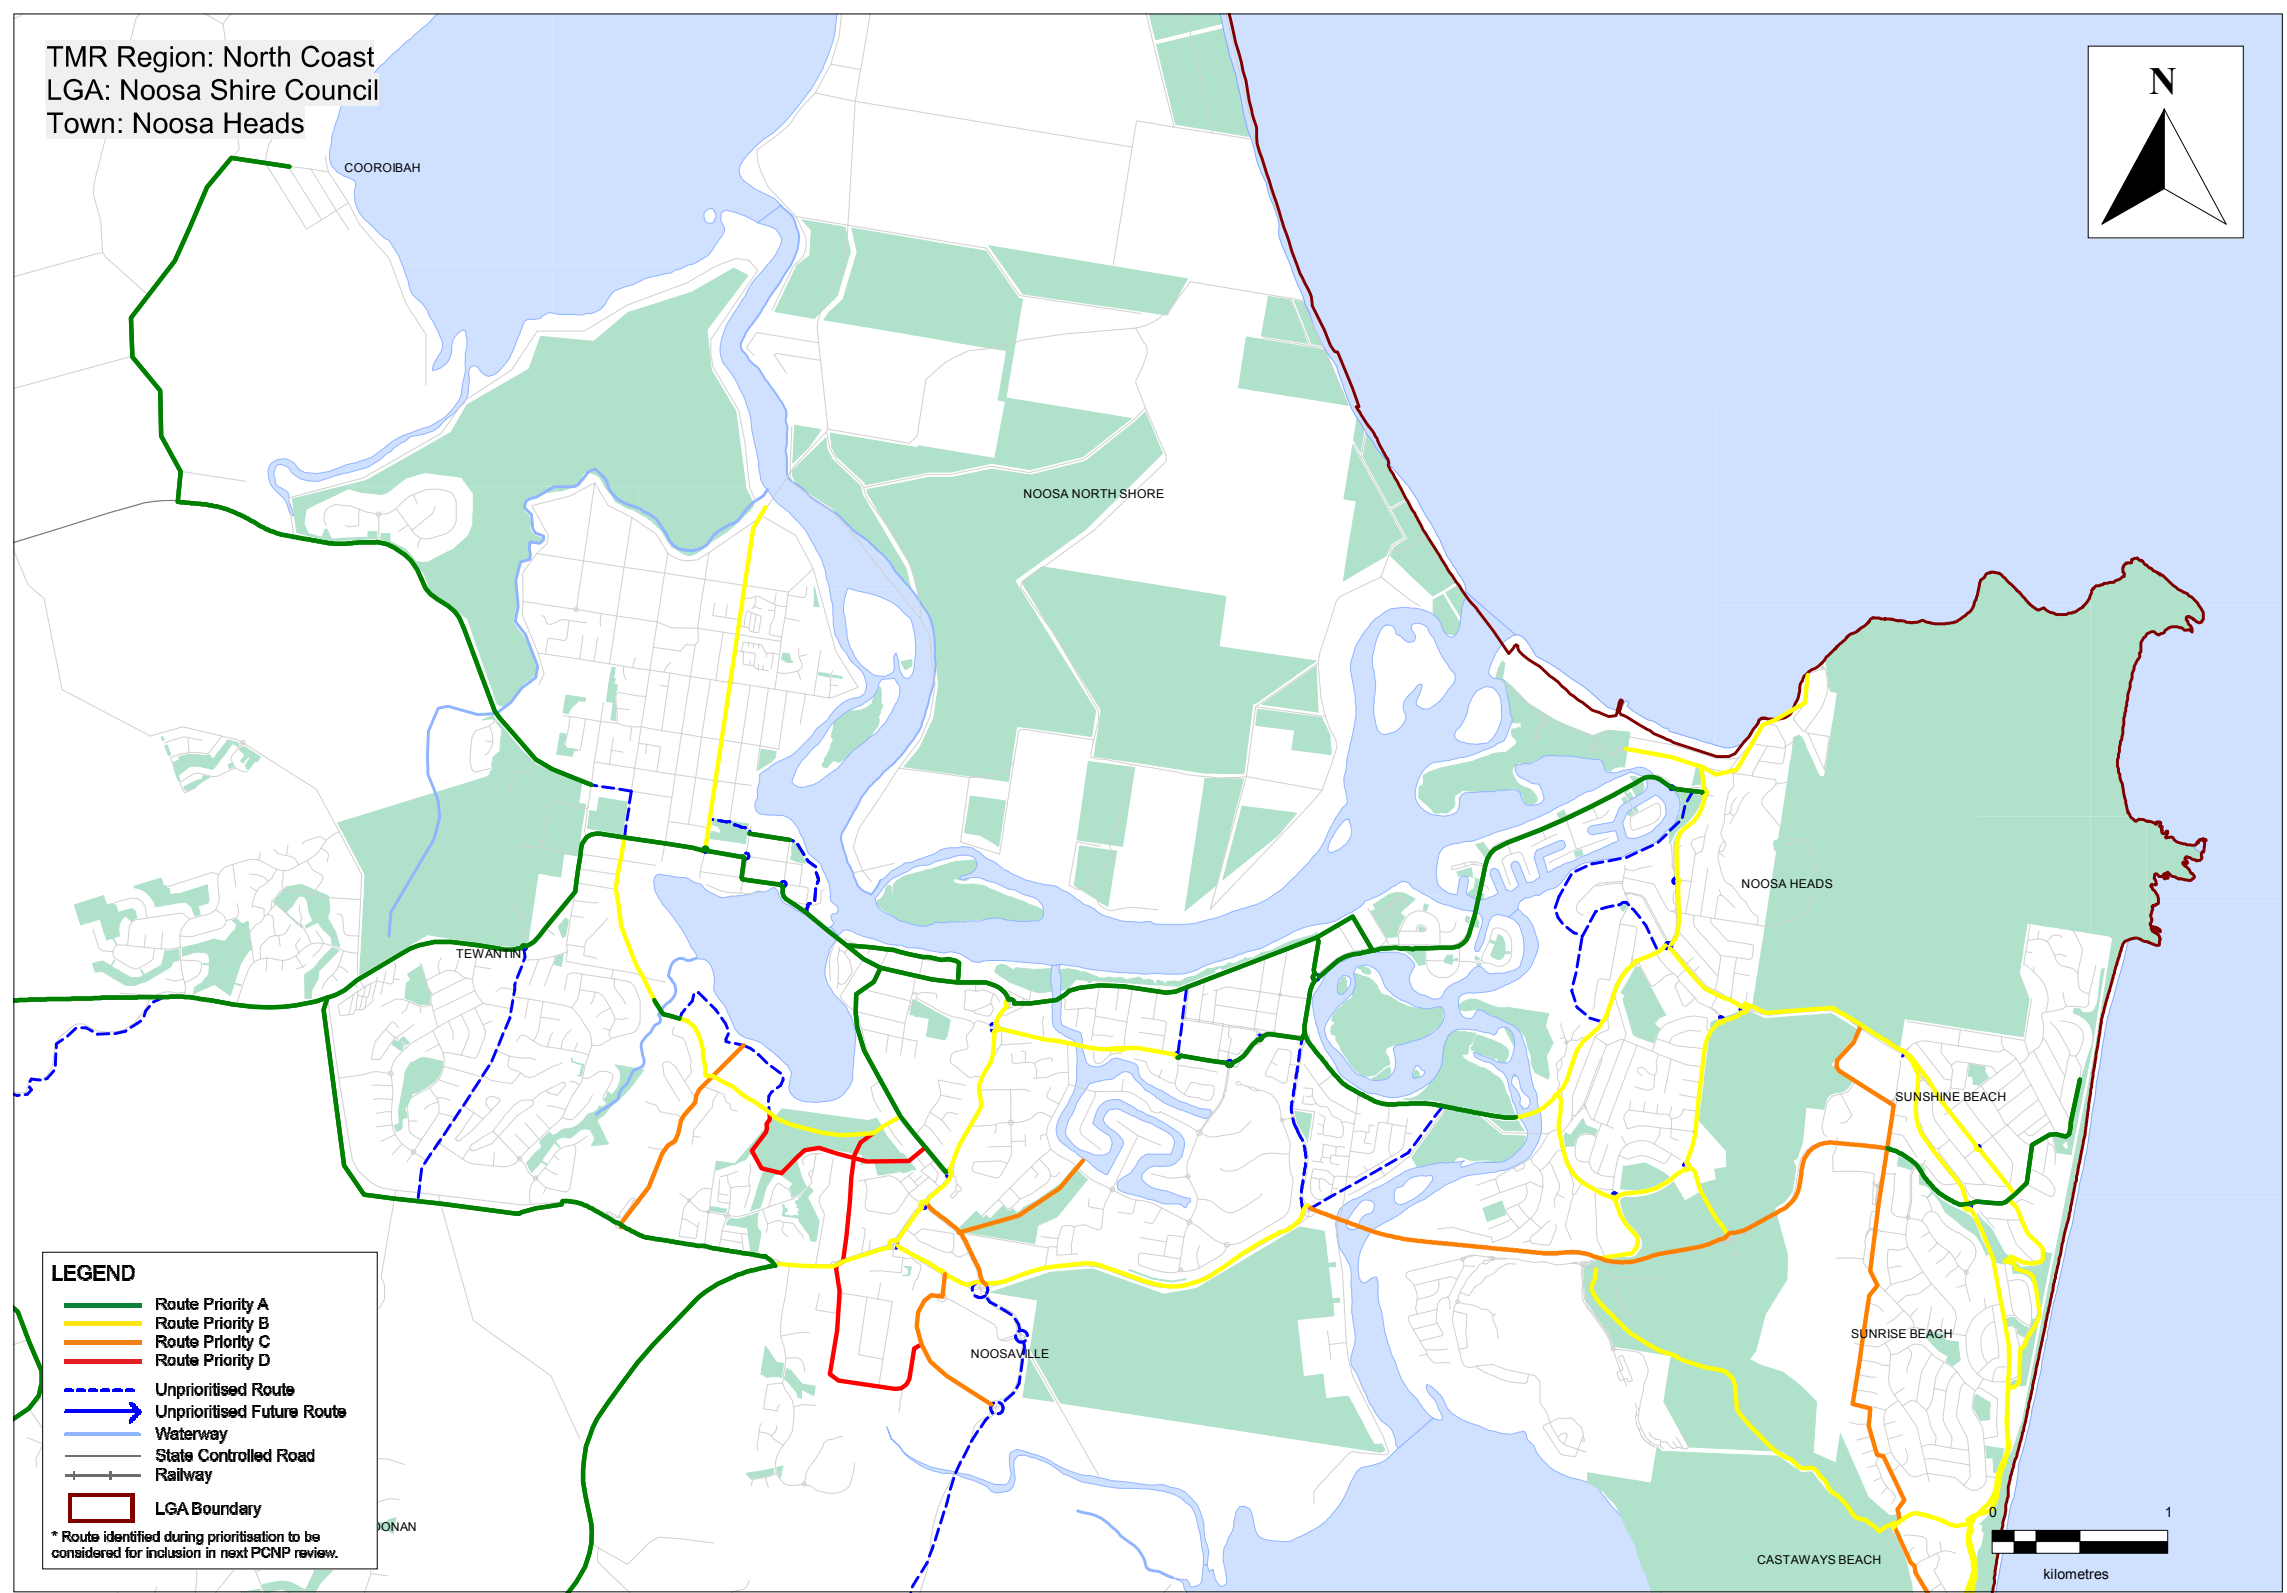 TMR Region: North Coast
LGA: Noosa Shire Council
Town: Noosa Heads
N
COOROIBAH
NOOSA NORTH SHORE
NOOSA HEADS
TEWANTIN
SUNSHINE BEACH
SUNRISE BEACH
NOOSAVILLE
CASTAWAYS BEACH
LEGEND
Route Priority A
Route Priority B
Route Priority C
Route Priority D
Unprioritised Route
Unprioritised Future Route
Waterway
State Controlled Road
Railway
LGA Boundary
* Route identified during prioritisation to be
considered for inclusion in next PCNP review.
0 1
kilometres